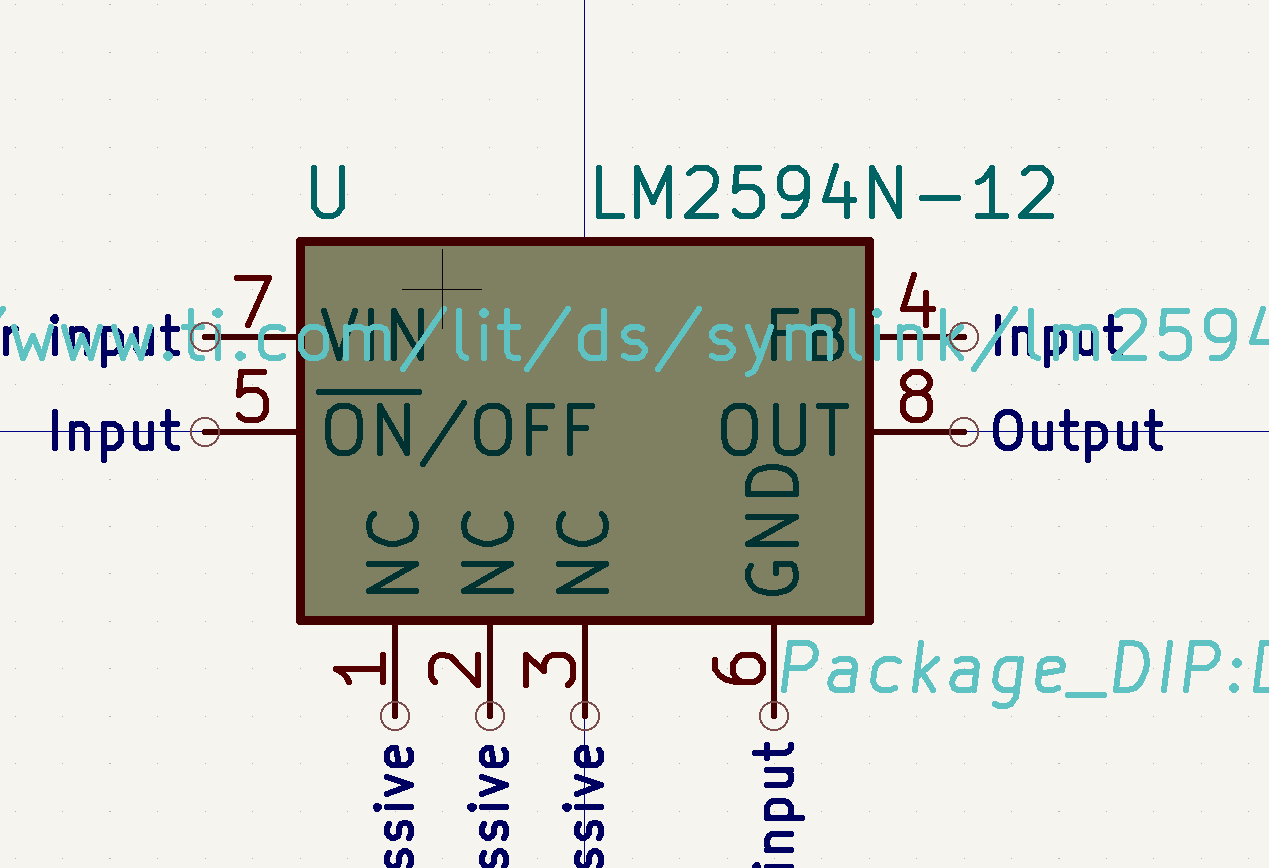 U LM2594N-12
7 4
r input VIN FB Input
/www.ti.com/lit/ds/symlink/lm2594
5 8
Input ON/OFF OUT Output
NC NC NC GND
1 2 3 6
Package_DIP:D
ssive ssive ssive input